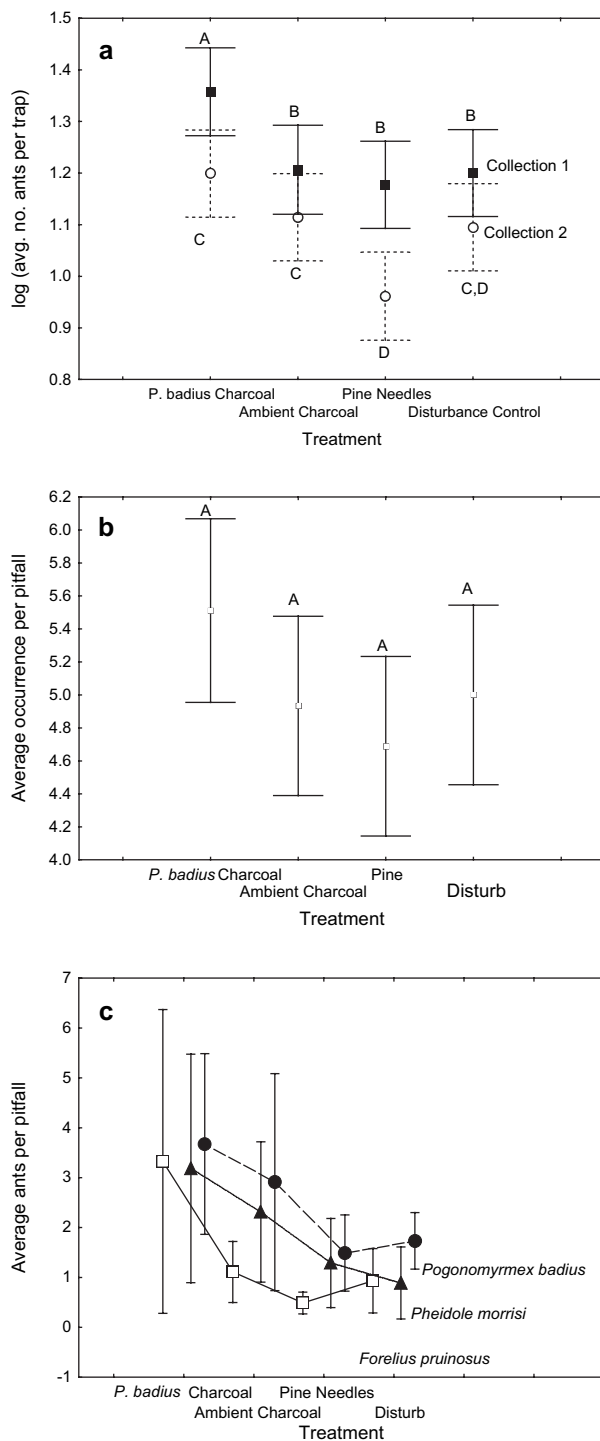 a
1.5
1.4
1.3
1.2
1.1
1.0
0.9
0.8
log (avg. no. ants per trap)
A
B
B
B
Collection 1
Collection 2
C
C
D
C,D
P. badius Charcoal
Pine Needles
Ambient Charcoal
Disturbance Control
Treatment
b
6.2
6.0
5.8
5.6
5.4
5.2
5.0
4.8
4.6
4.4
4.2
4.0
Average occurrence per pitfall
A
A
A
A
P. badius Charcoal
Pine
Ambient Charcoal
Disturb
Treatment
c
7
6
5
4
3
2
1
0
-1
Average ants per pitfall
Pogonomyrmex badius
Pheidole morrisi
Forelius pruinosus
P. badius Charcoal
Pine Needles
Ambient Charcoal
Disturb
Treatment